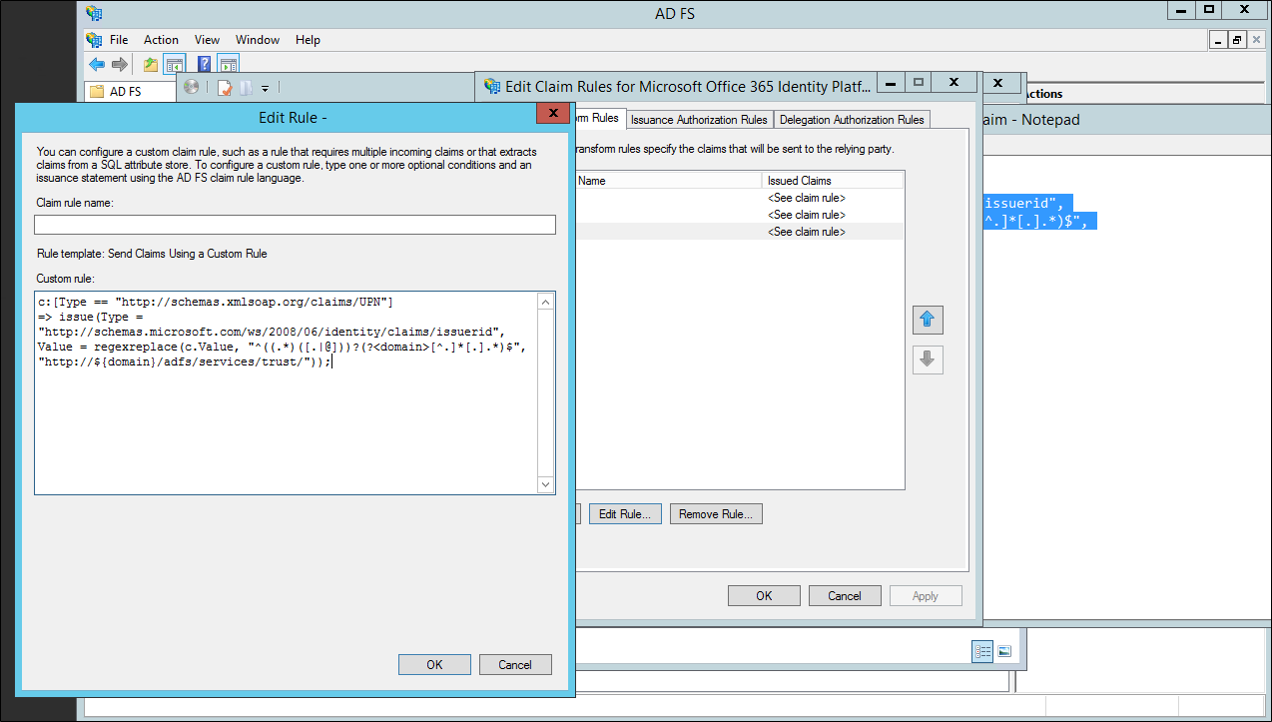 AD FS
File Action View Window Help
AD FS
Edit Claim Rules for Microsoft Office 365 Identity Platf...
ctions
aim - Notepad
Edit Rule -
om Rules
Issuance Authorization Rules
Delegation Authorization Rules
You can configure a custom claim rule, such as a rule that requires multiple incoming claims or that extracts
claims from a SQL attribute store. To configure a custom rule, type one or more optional conditions and an
issuance statement using the AD FS claim rule language.
ransform rules specify the claims that will be sent to the relying party.
Claim rule name:
Name
Issued Claims
<See claim rule>
<See claim rule>
<See claim rule>
issuerid",
^.]*[.].*)$",
Rule template: Send Claims Using a Custom Rule
Custom rule:
c:[Type == "http://schemas.xmlsoap.org/claims/UPN"]
=> issue(Type =
"http://schemas.microsoft.com/ws/2008/06/identity/claims/issuerid",
Value = regexreplace(c.Value, "^((.*)([.|@]))?(?<domain>[^.]*[.].*)$",
"http://${domain}/adfs/services/trust/"));
Edit Rule...
Remove Rule...
OK
Cancel
Apply
OK
Cancel